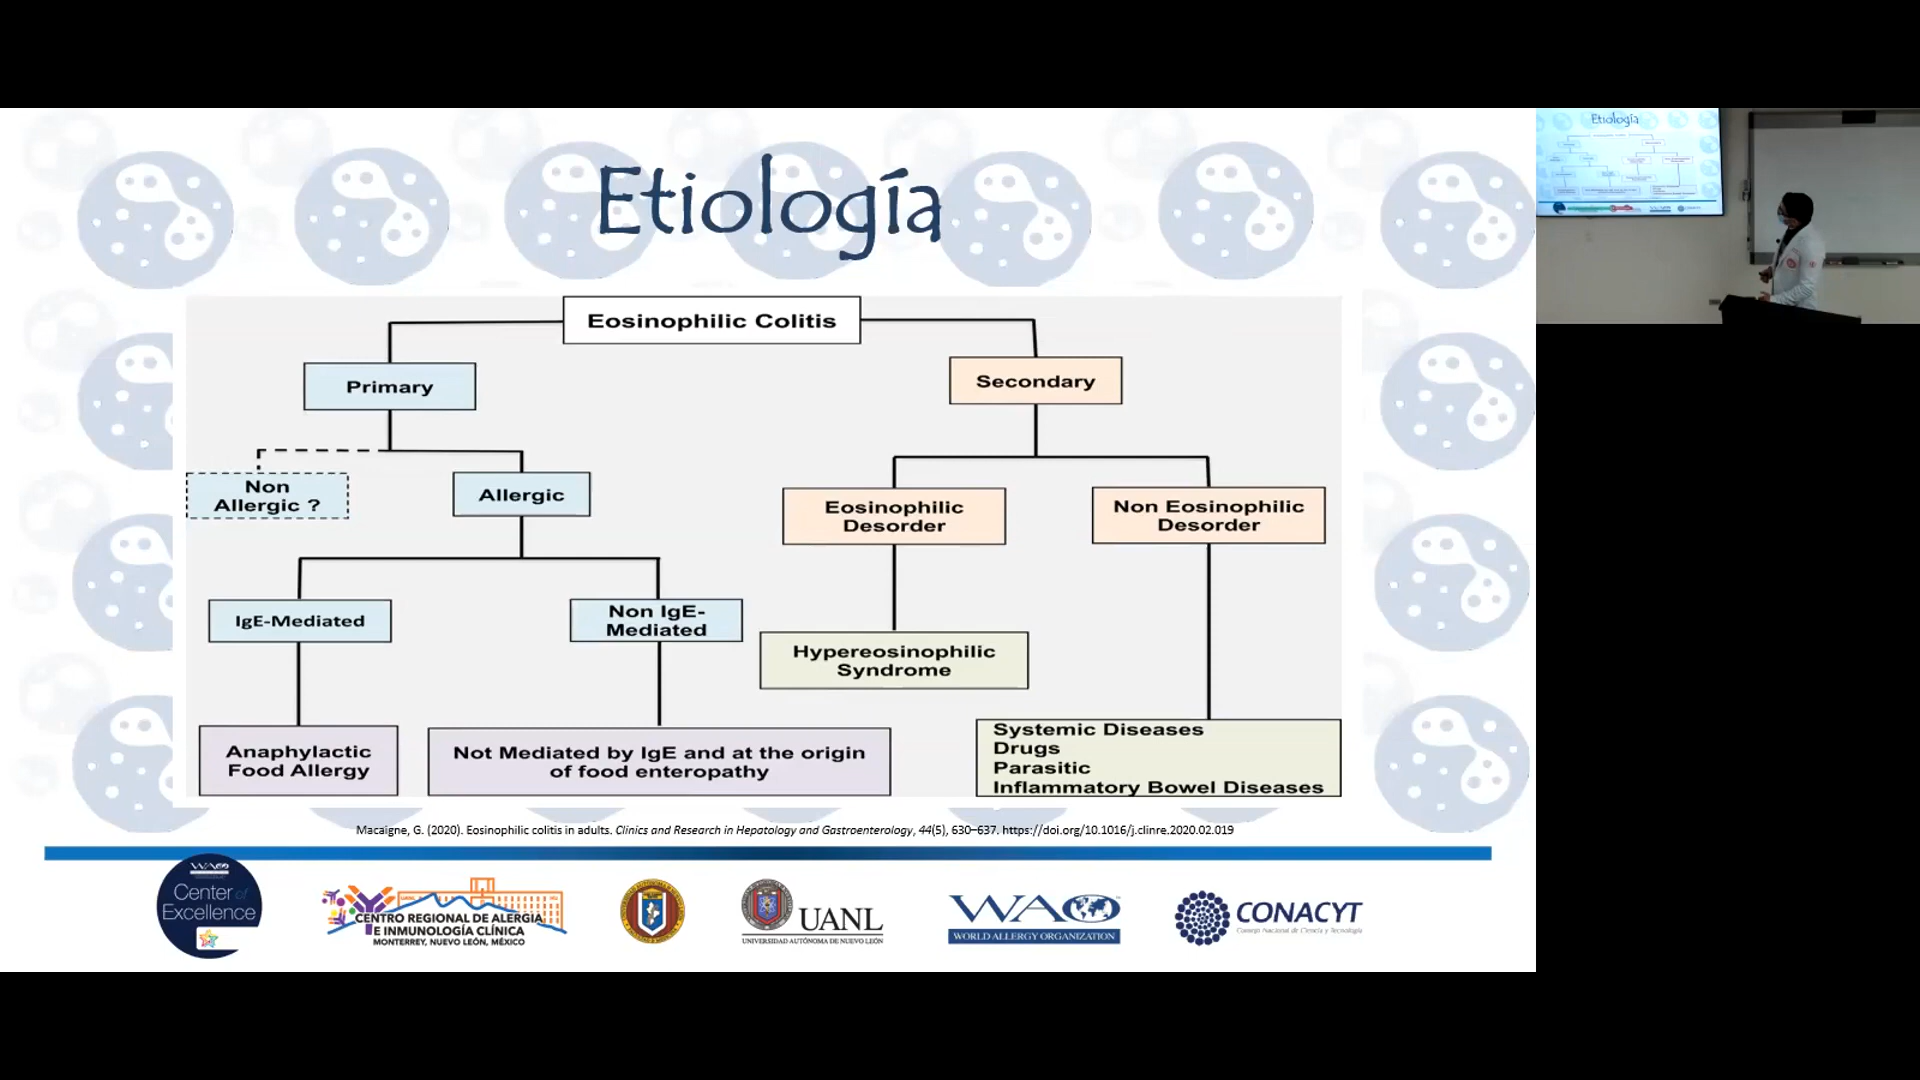 Etiología
Eosinophilic Colitis
Primary
Secondary
Non
Allergic ?
Allergic
Eosinophilic
Desorder
Non Eosinophilic
Desorder
IgE-Mediated
Non IgE-
Mediated
Hypereosinophilic
Syndrome
Anaphylactic
Food Allergy
Not Mediated by IgE and at the origin
of food enteropathy
Systemic Diseases
Drugs
Parasitic
Inflammatory Bowel Diseases
Macaigne, G. (2020). Eosinophilic colitis in adults. Clinics and Research in Hepatology and Gastroenterology, 44(5), 630–637. https://doi.org/10.1016/j.clinre.2020.02.019
WAO
Center of
Excellence
CENTRO REGIONAL DE ALERGIA
E INMUNOLOGÍA CLÍNICA
MONTERREY, NUEVO LEÓN, MÉXICO
UANL
UNIVERSIDAD AUTÓNOMA DE NUEVO LEÓN
WAO
WORLD ALLERGY ORGANIZATION
CONACYT
Consejo Nacional de Ciencia y Tecnología
Etiología